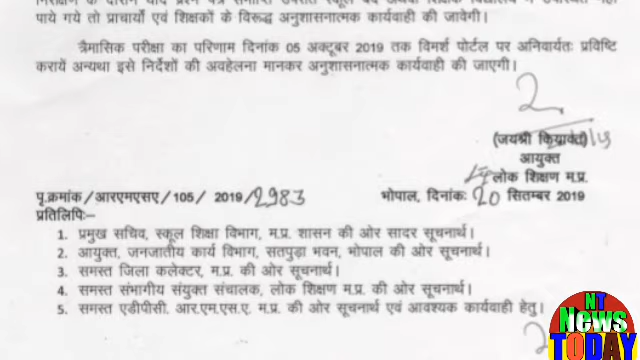 पाये गये तो प्राचार्यो एवं शिक्षकों के विरूद्ध अनुशासनात्मक कार्यवाही की जावेगी।
त्रैमासिक परीक्षा का परिणाम दिनांक 05 अक्टूबर 2019 तक विमर्श पोर्टल पर अनिवार्यतः प्रविष्टि
करायें अन्यथा इसे निर्देशों की अवहेलना मानकर अनुशासनात्मक कार्यवाही की जाएगी।
(जयश्री कियावत)
आयुक्त
लोक शिक्षण म.प्र.
पृ.क्रमांक/आरएमएसए/105/ 2019/2983 भोपाल, दिनांकः 20 सितम्बर 2019
प्रतिलिपिः–
1. प्रमुख सचिव, स्कूल शिक्षा विभाग, म.प्र. शासन की ओर सादर सूचनार्थ।
2. आयुक्त, जनजातीय कार्य विभाग, सतपुड़ा भवन, भोपाल की ओर सूचनार्थ।
3. समस्त जिला कलेक्टर, म.प्र. की ओर सूचनार्थ।
4. समस्त संभागीय संयुक्त संचालक, लोक शिक्षण म.प्र. की ओर सूचनार्थ।
5. समस्त एडीपीसी. आर.एम.एस.ए. म.प्र. की ओर सूचनार्थ एवं आवश्यक कार्यवाही हेतु।
NT
News
TODAY